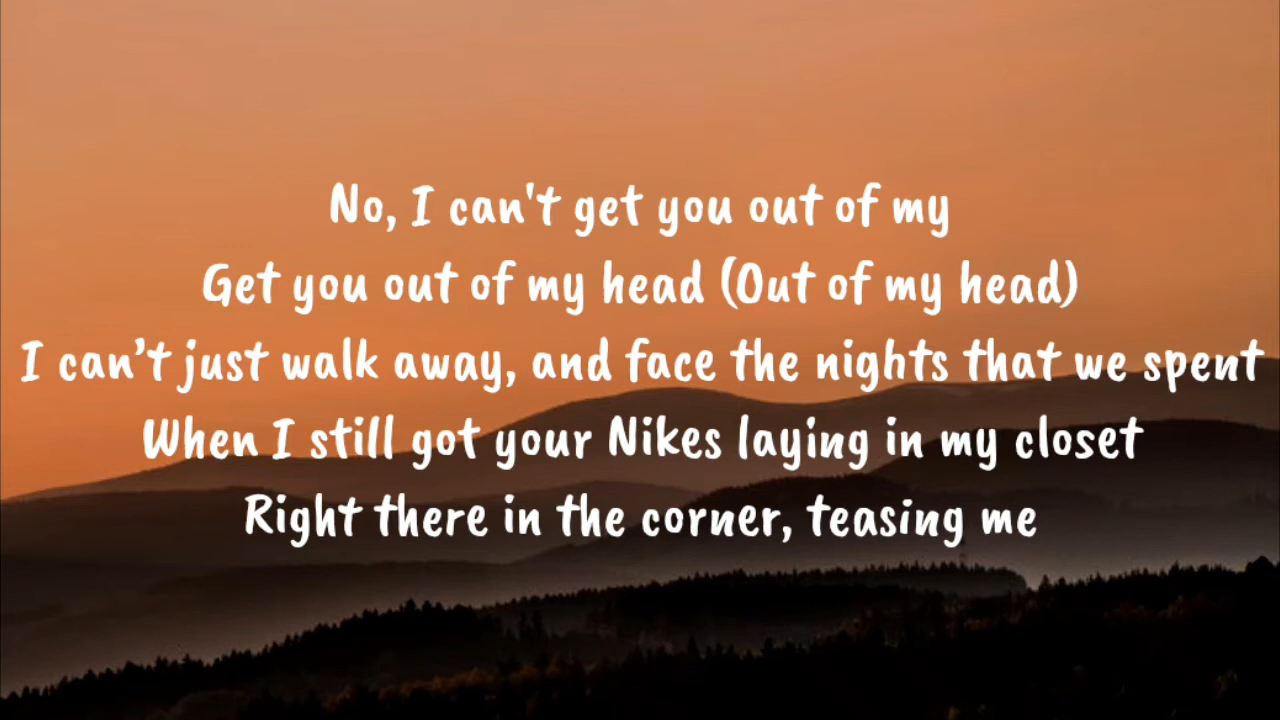 No, I can't get you out of my
Get you out of my head (Out of my head)
I can’t just walk away, and face the nights that we spent
When I still got your Nikes laying in my closet
Right there in the corner, teasing me